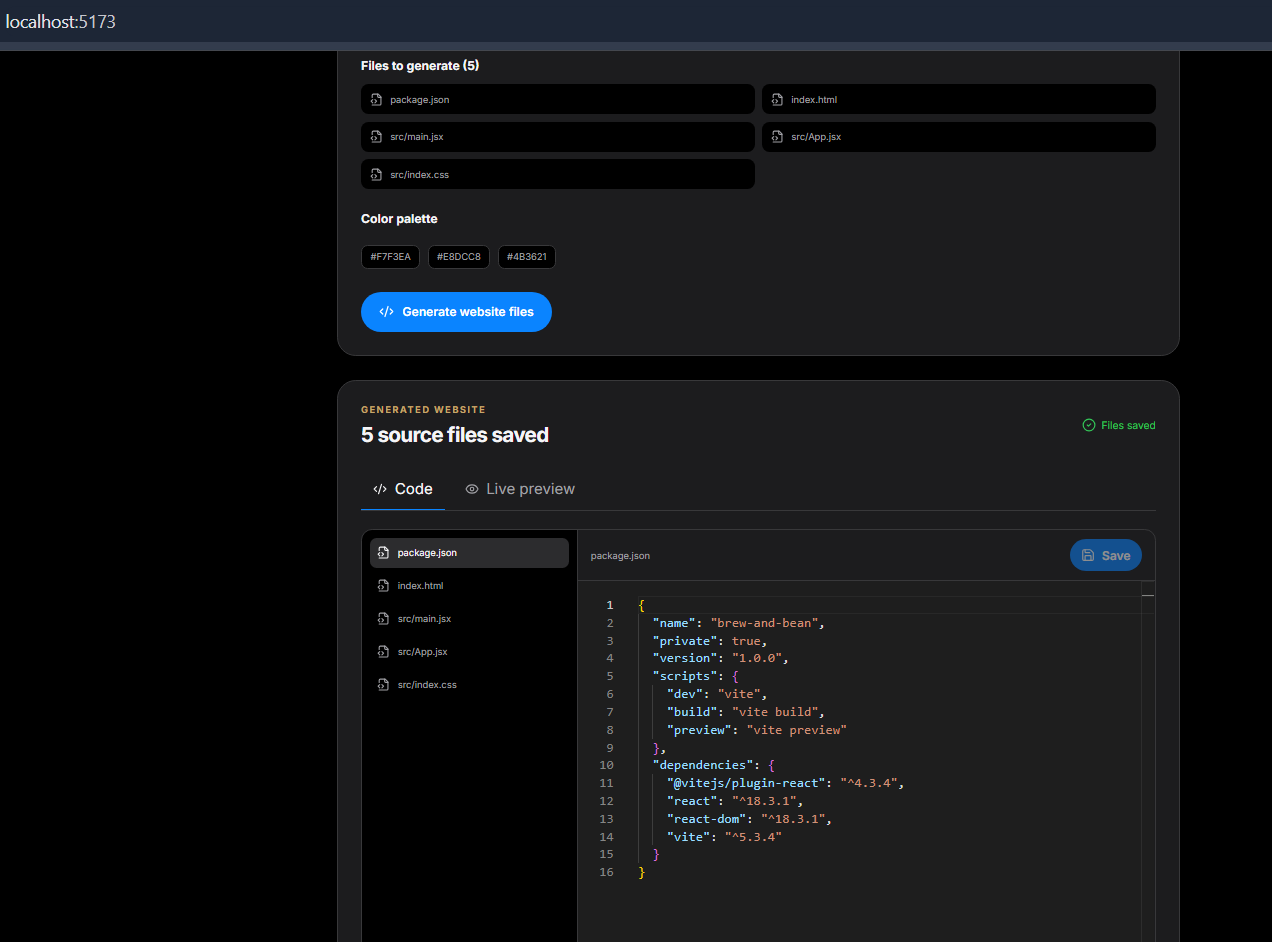 localhost:5173
Files to generate (5)
package.json
index.html
src/main.jsx
src/App.jsx
src/index.css
Color palette
#F7F3EA #E8DCC8 #4B3621
</> Generate website files
GENERATED WEBSITE
5 source files saved
Files saved
</> Code
Live preview
package.json
index.html
src/main.jsx
src/App.jsx
src/index.css
package.json
Save
1 {
2   "name": "brew-and-bean",
3   "private": true,
4   "version": "1.0.0",
5   "scripts": {
6     "dev": "vite",
7     "build": "vite build",
8     "preview": "vite preview"
9   },
10   "dependencies": {
11     "@vitejs/plugin-react": "^4.3.4",
12     "react": "^18.3.1",
13     "react-dom": "^18.3.1",
14     "vite": "^5.3.4"
15   }
16 }